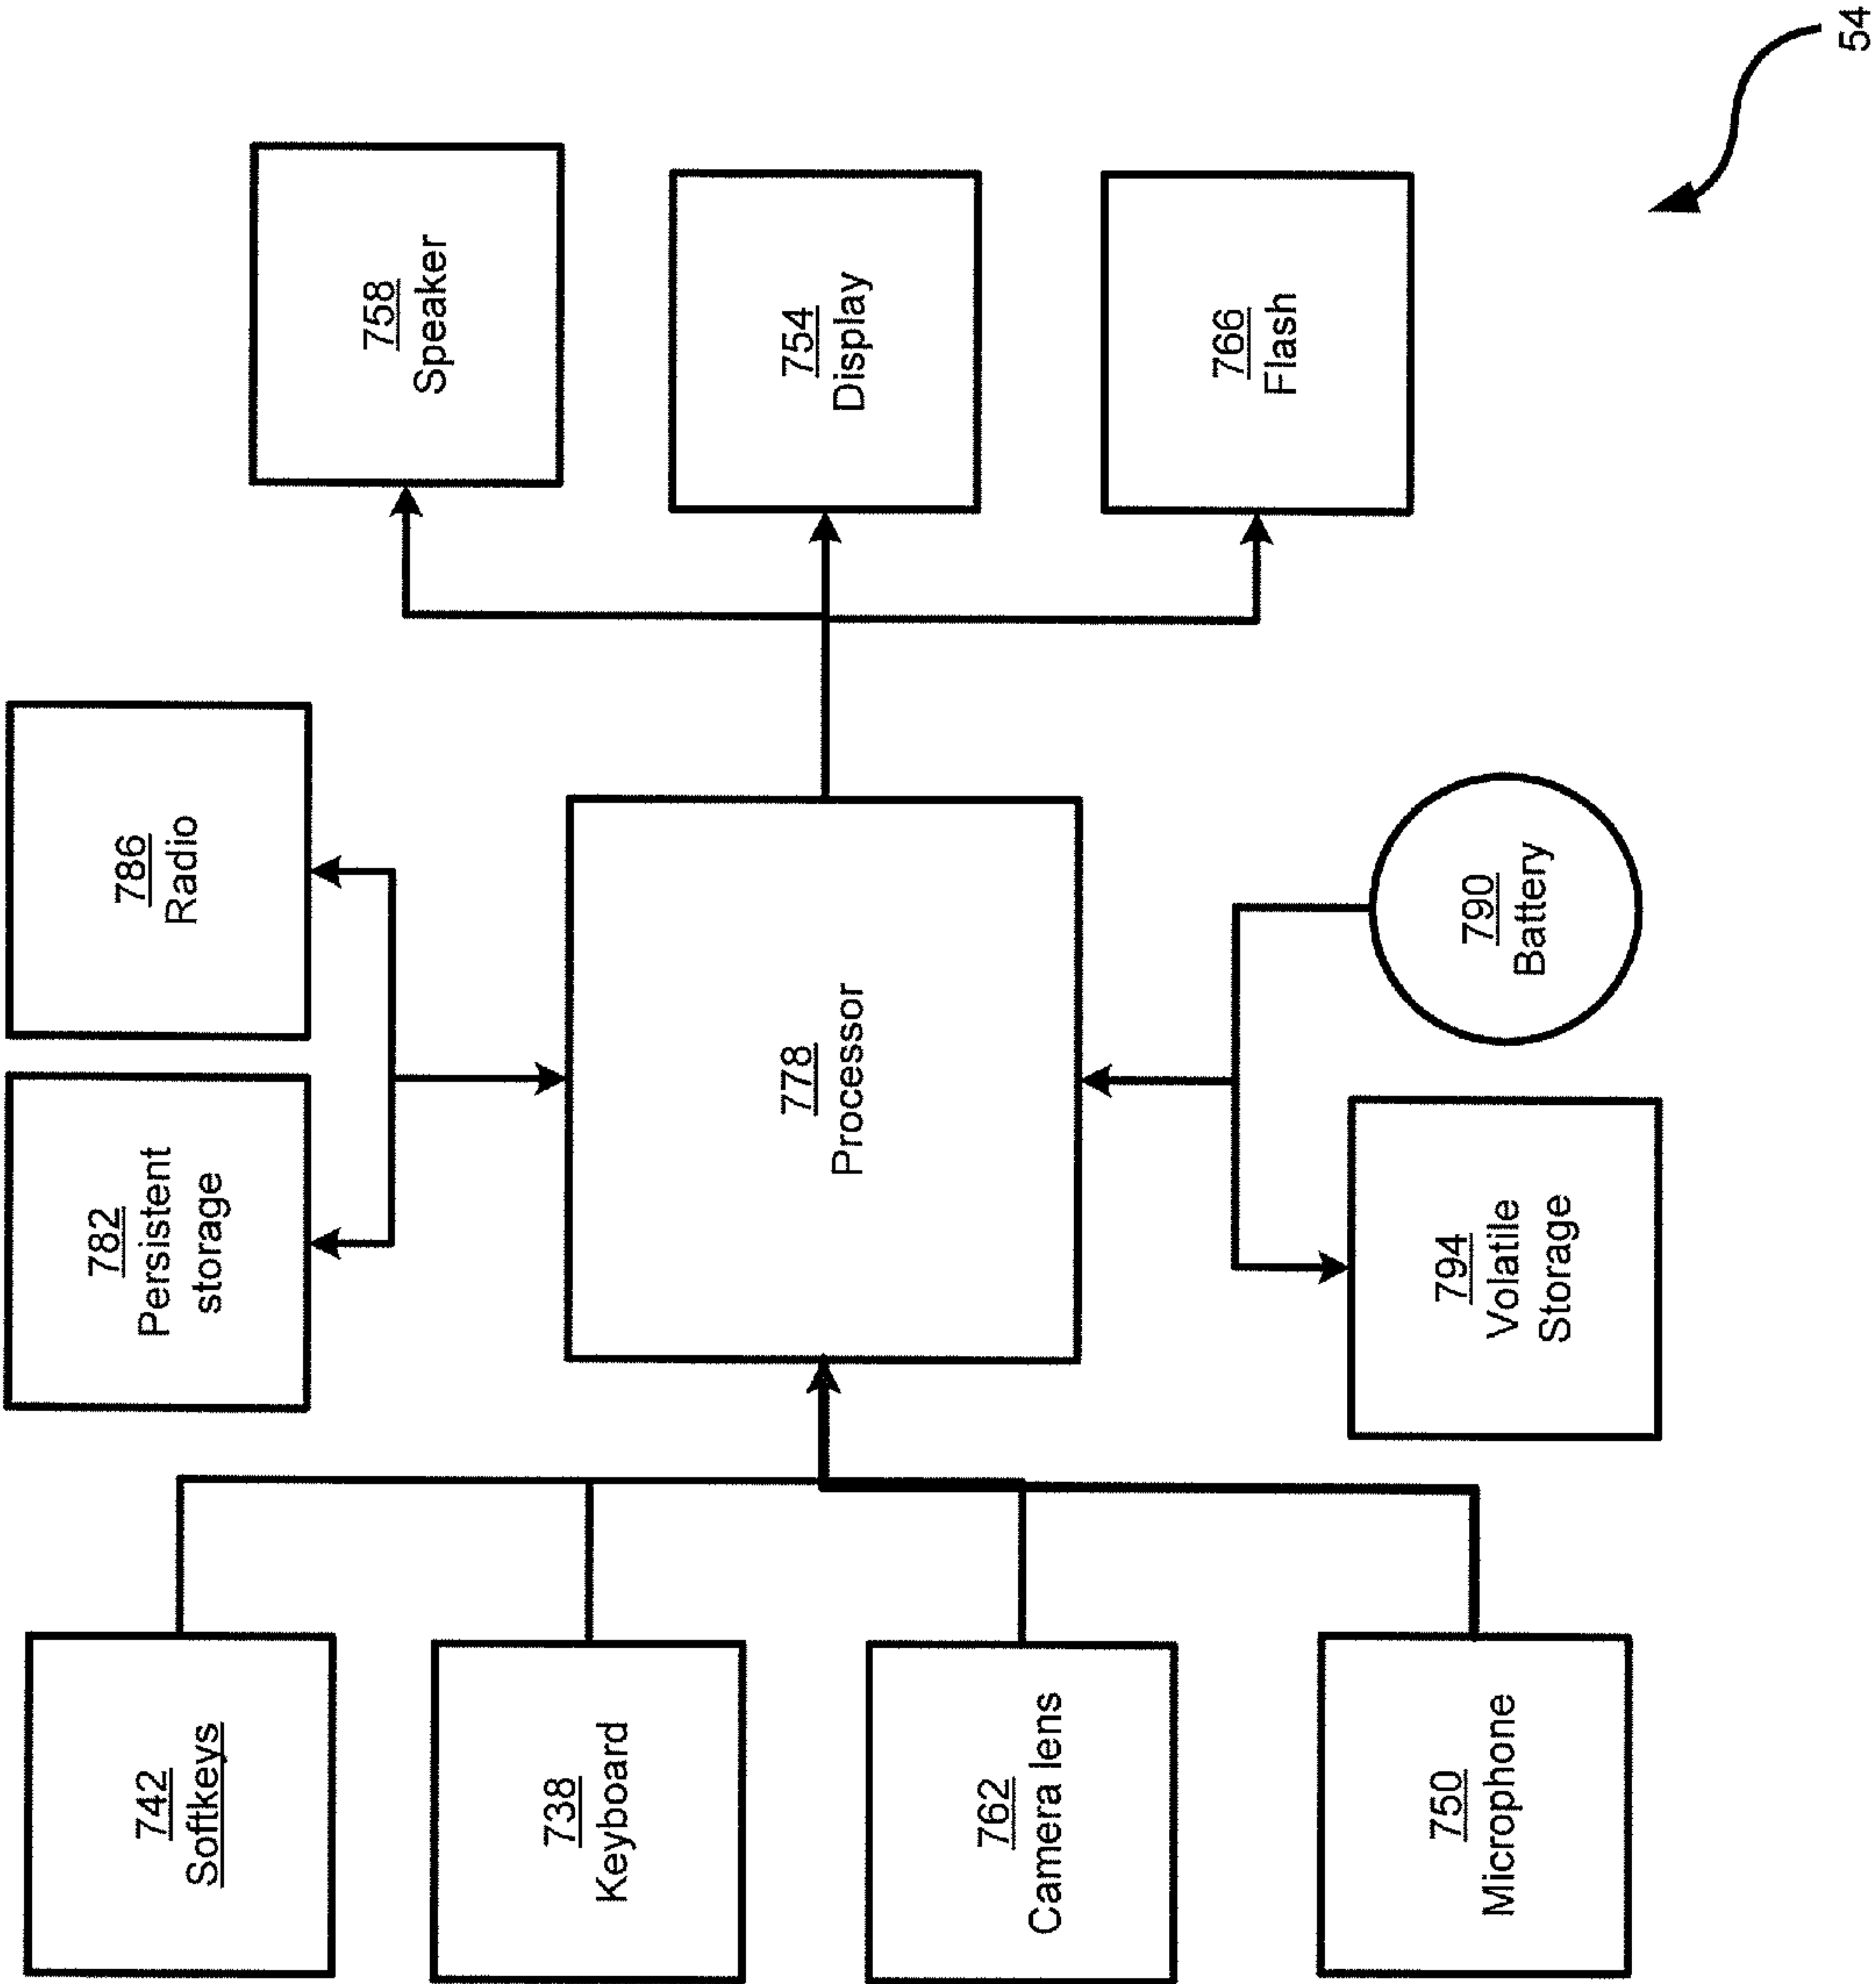 742
Softkeys
782
Persistent
storage
786
Radio
758
Speaker
738
Keyboard
778
Processor
754
Display
762
Camera lens
766
Flash
750
Microphone
794
Volatile
Storage
790
Battery
54